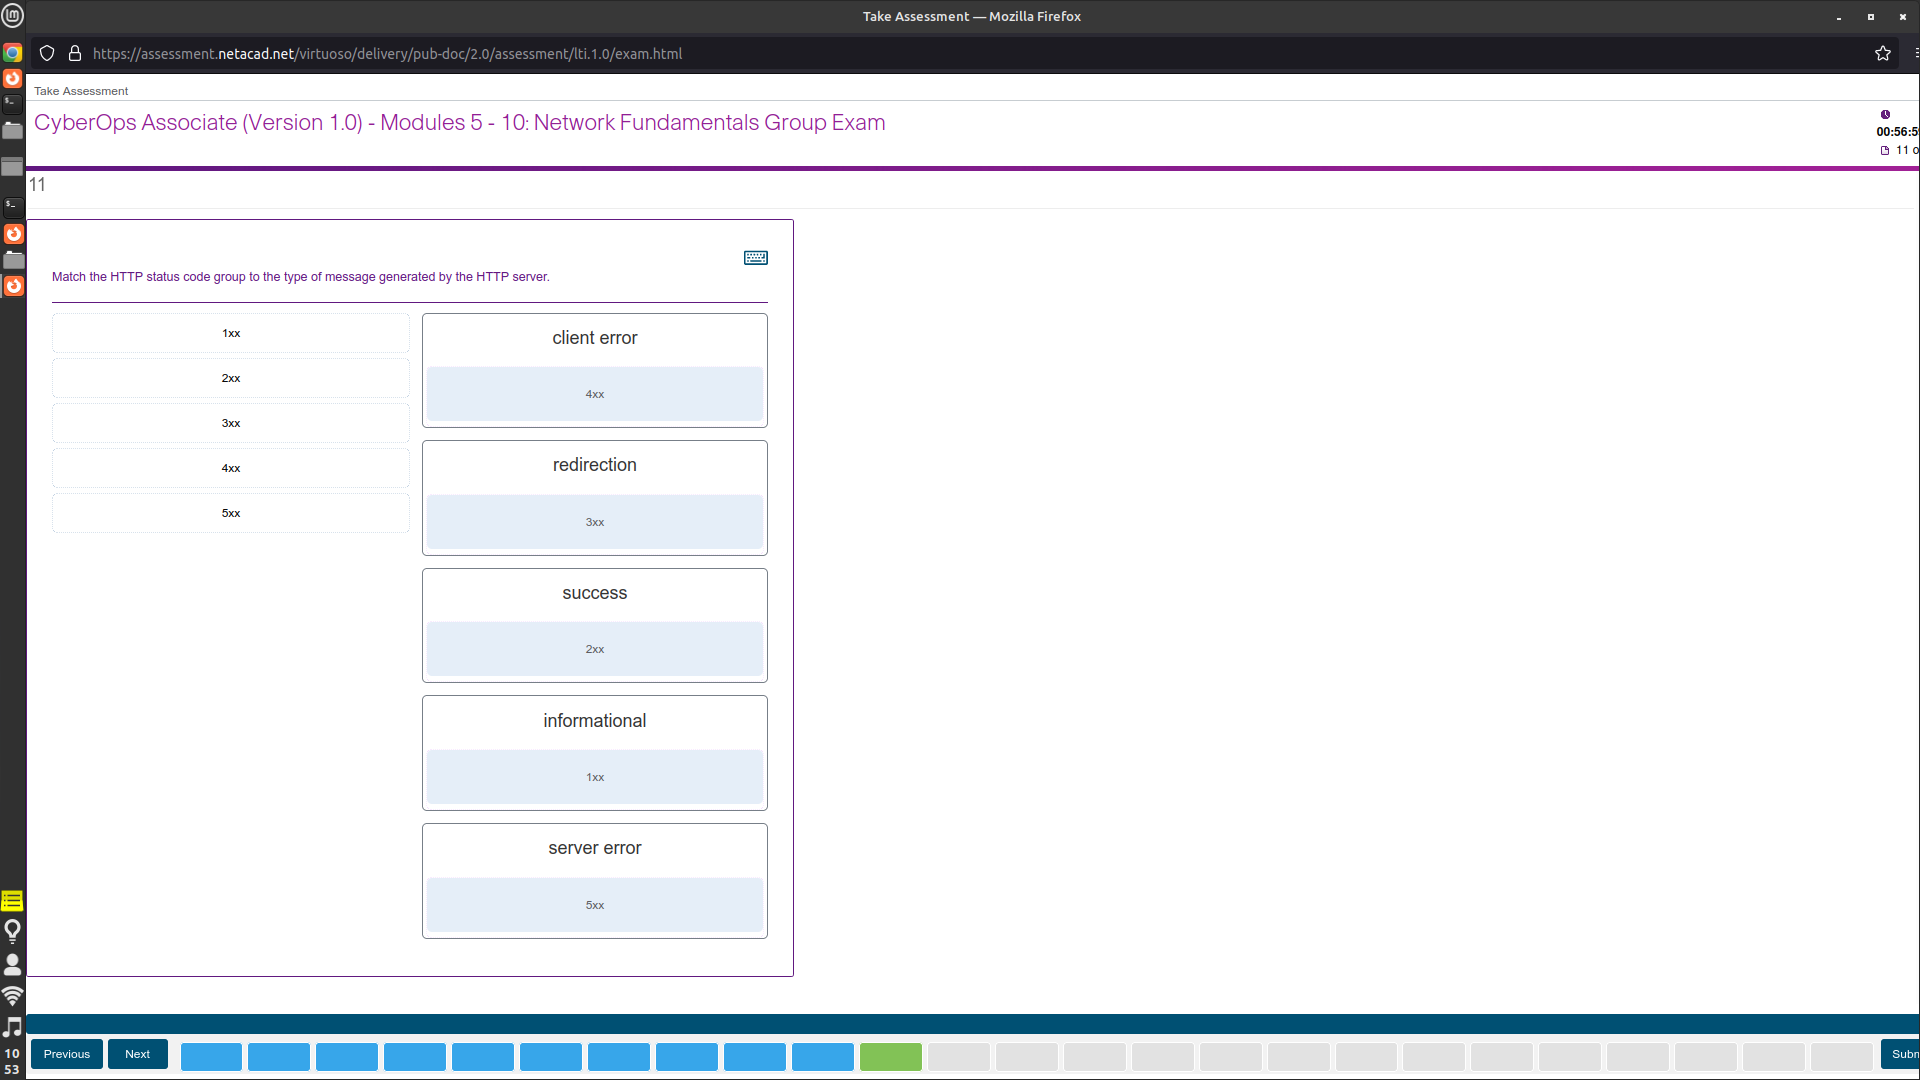 Take Assessment — Mozilla Firefox
https://assessment.netacad.net/virtuoso/delivery/pub-doc/2.0/assessment/lti.1.0/exam.html
Take Assessment
CyberOps Associate (Version 1.0) - Modules 5 - 10: Network Fundamentals Group Exam
00:56:5
11 o
11
Match the HTTP status code group to the type of message generated by the HTTP server.
1xx
2xx
3xx
4xx
5xx
client error
4xx
redirection
3xx
success
2xx
informational
1xx
server error
5xx
Previous
Next
Subm
10
53